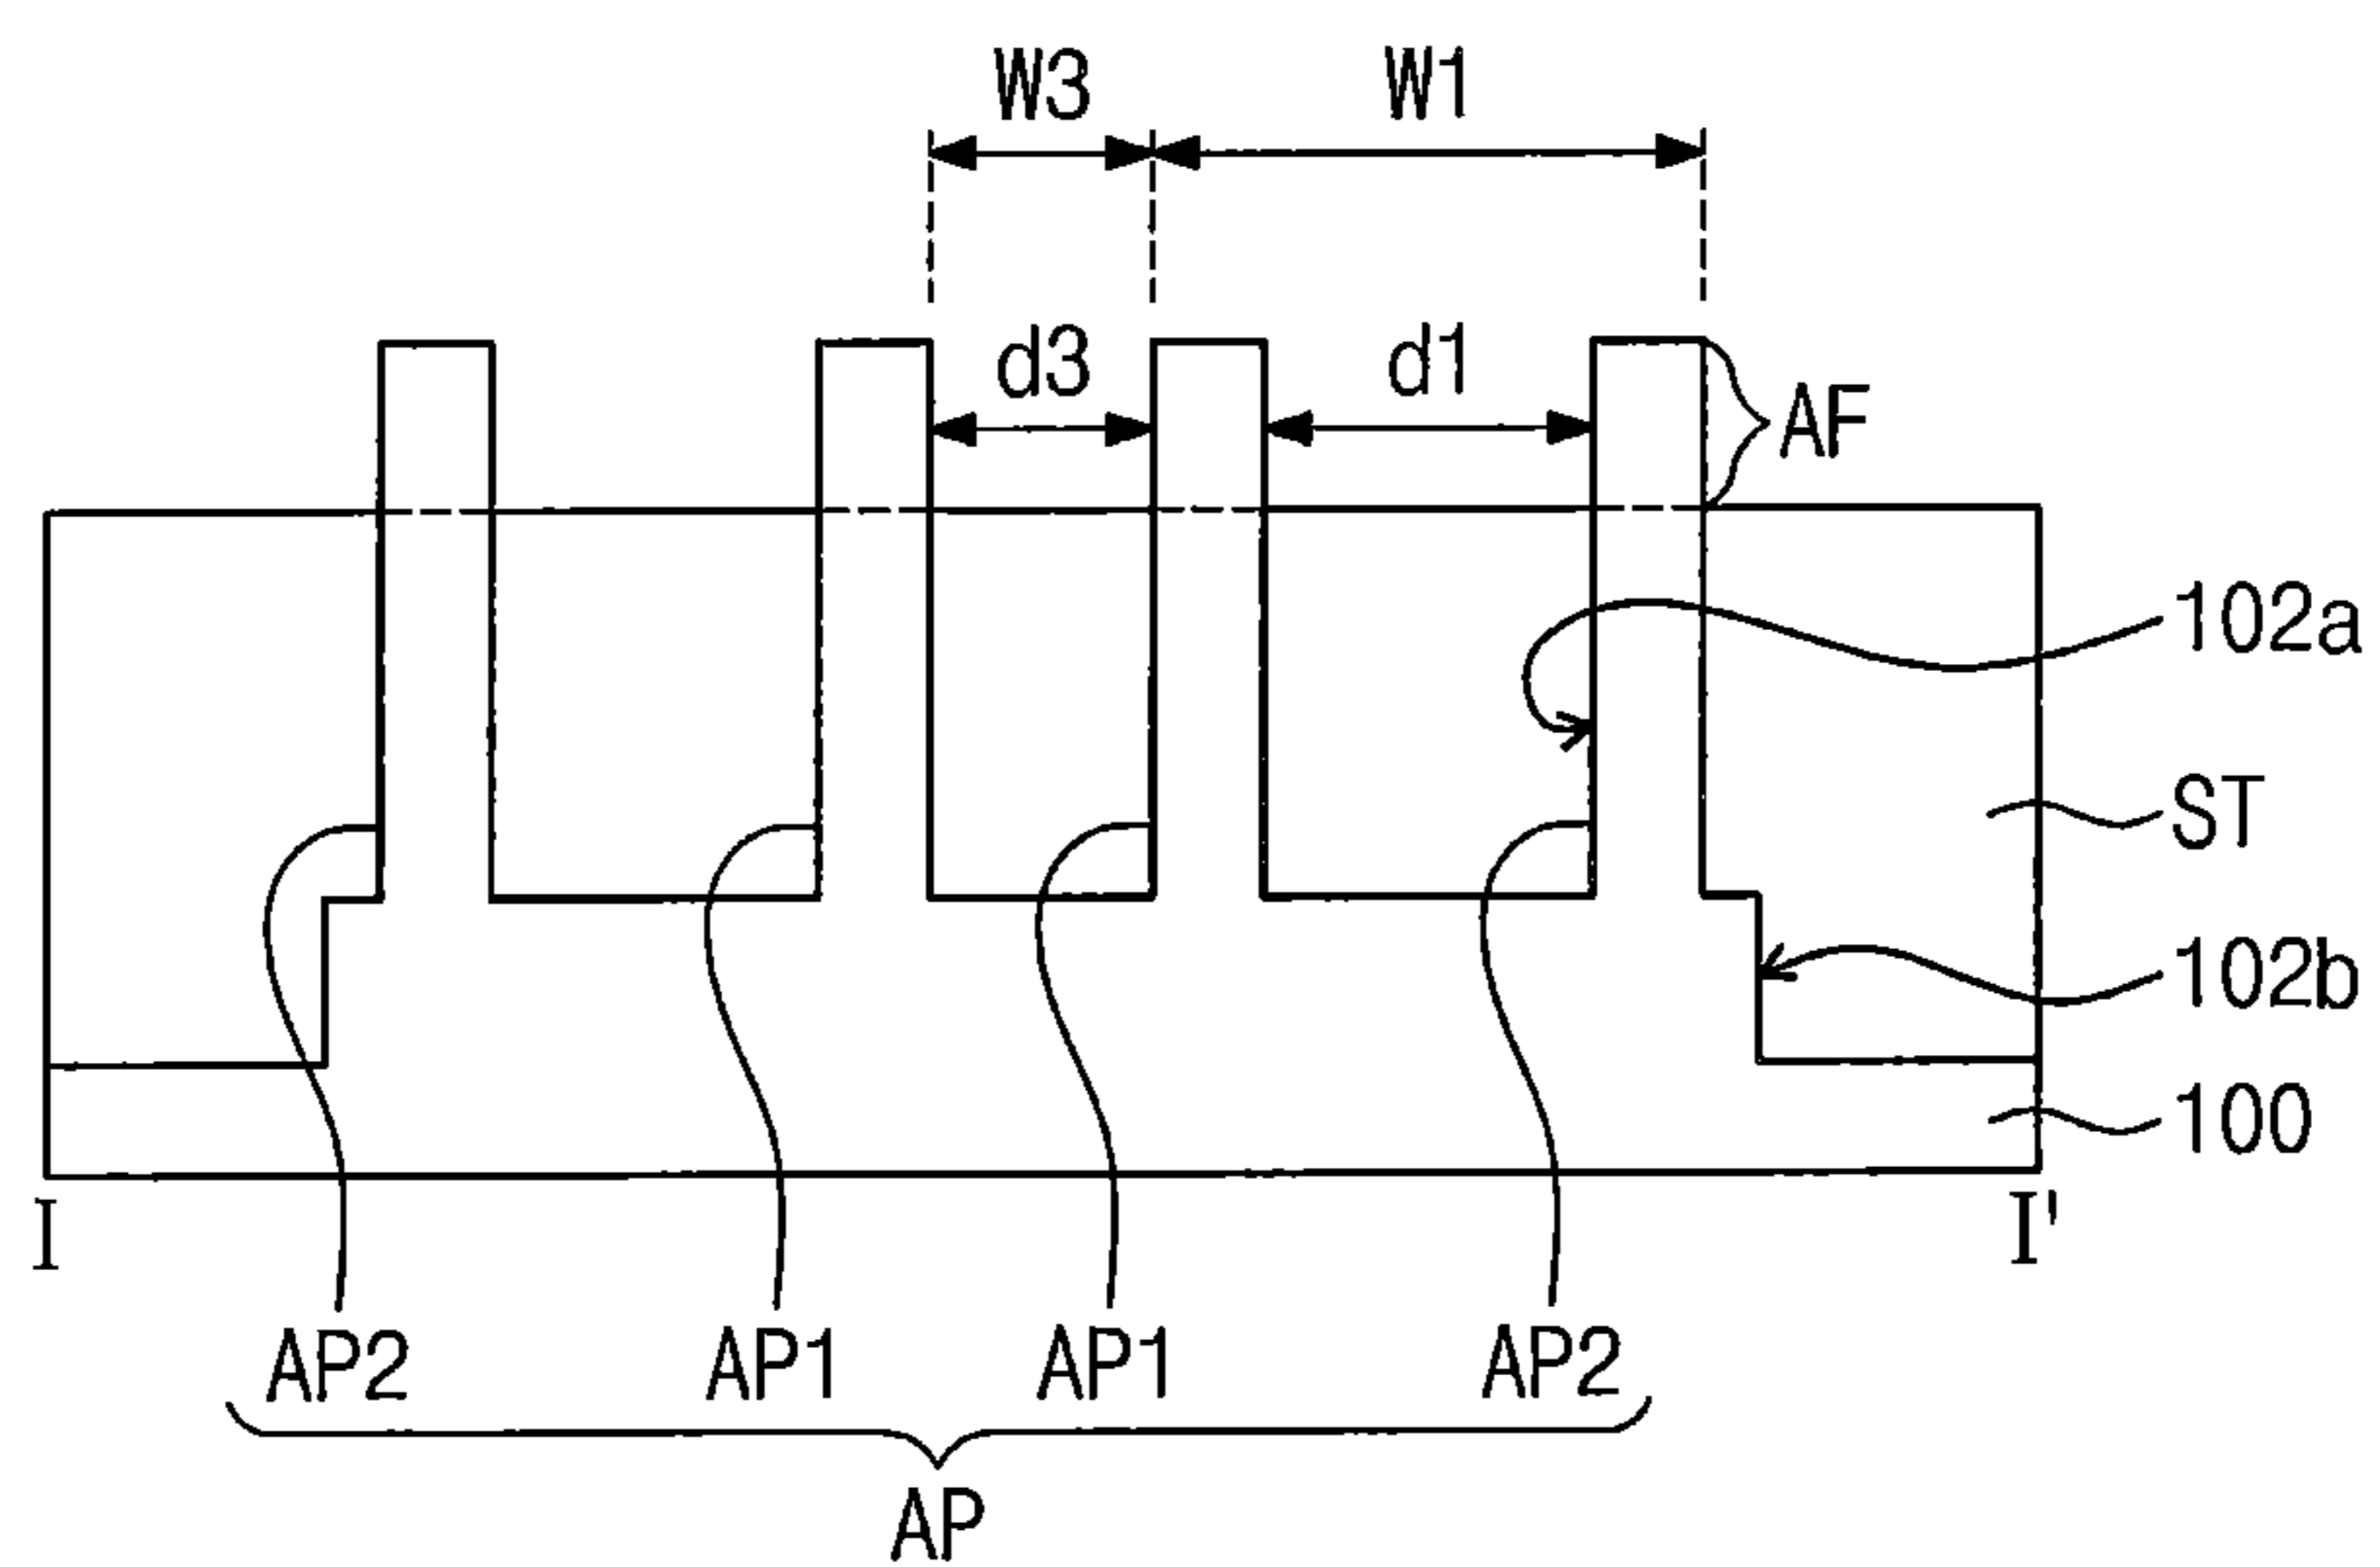 W3 W1
d3 d1
AF
102a
ST
102b
100
I I'
AP2 AP1 AP1 AP2
AP